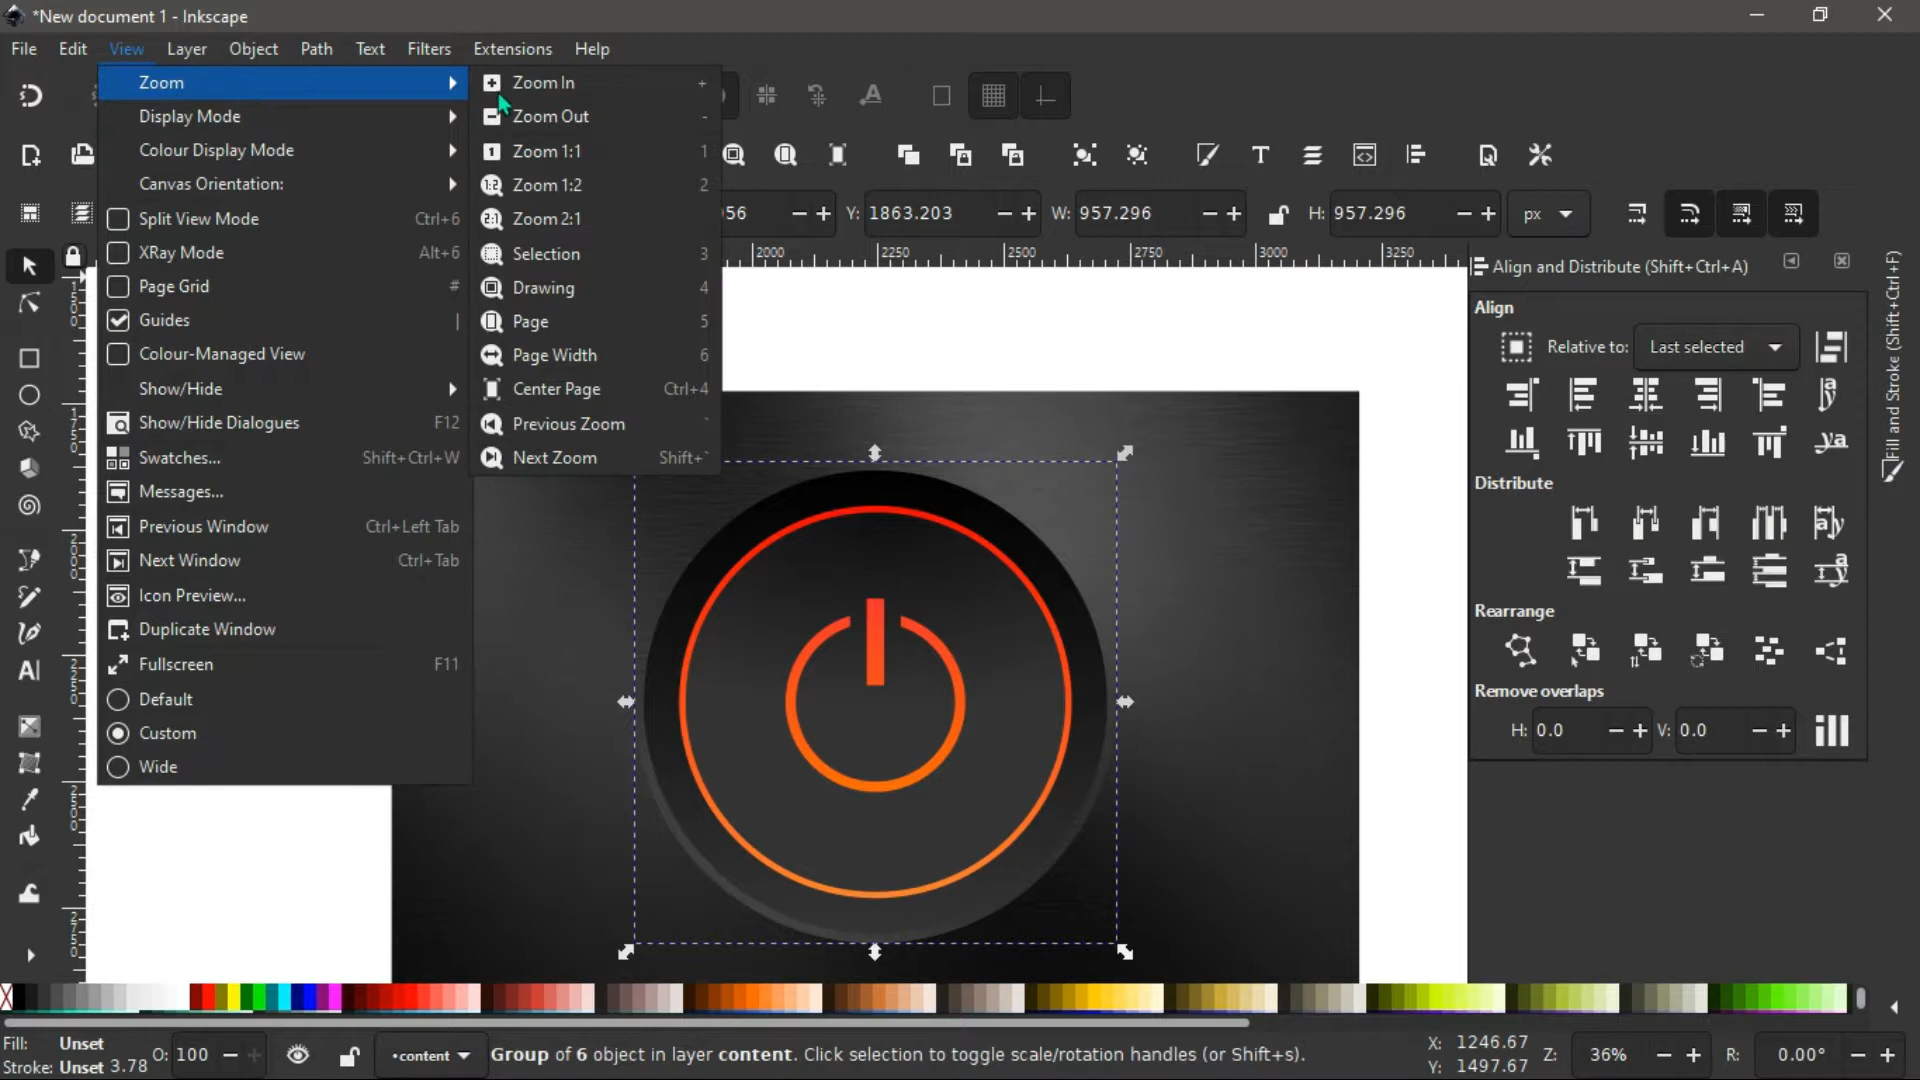 *New document 1 - Inkscape
File Edit View Layer Object Path Text Filters Extensions Help
Zoom
Display Mode
Colour Display Mode
Canvas Orientation:
Split View Mode Ctrl+6
XRay Mode Alt+6
Page Grid #
Guides |
Colour-Managed View
Show/Hide
Show/Hide Dialogues F12
Swatches... Shift+Ctrl+W
Messages...
Previous Window Ctrl+Left Tab
Next Window Ctrl+Tab
Icon Preview...
Duplicate Window
Fullscreen F11
Default
Custom
Wide
Zoom In +
Zoom Out -
Zoom 1:1 1
Zoom 1:2 2
Zoom 2:1
Selection 3
Drawing 4
Page 5
Page Width 6
Center Page Ctrl+4
Previous Zoom `
Next Zoom Shift+`
56 Y: 1863.203 W: 957.296 H: 957.296 px
2000 2250 2500 2750 3000 3250
Align and Distribute (Shift+Ctrl+A)
Align
Relative to: Last selected
Distribute
Rearrange
Remove overlaps
H: 0.0 V: 0.0
Fill and Stroke (Shift+Ctrl+F)
Fill: Unset
Stroke: Unset 3.78
O: 100
•content
Group of 6 object in layer content. Click selection to toggle scale/rotation handles (or Shift+s).
X: 1246.67
Y: 1497.67
Z: 36%
R: 0.00°